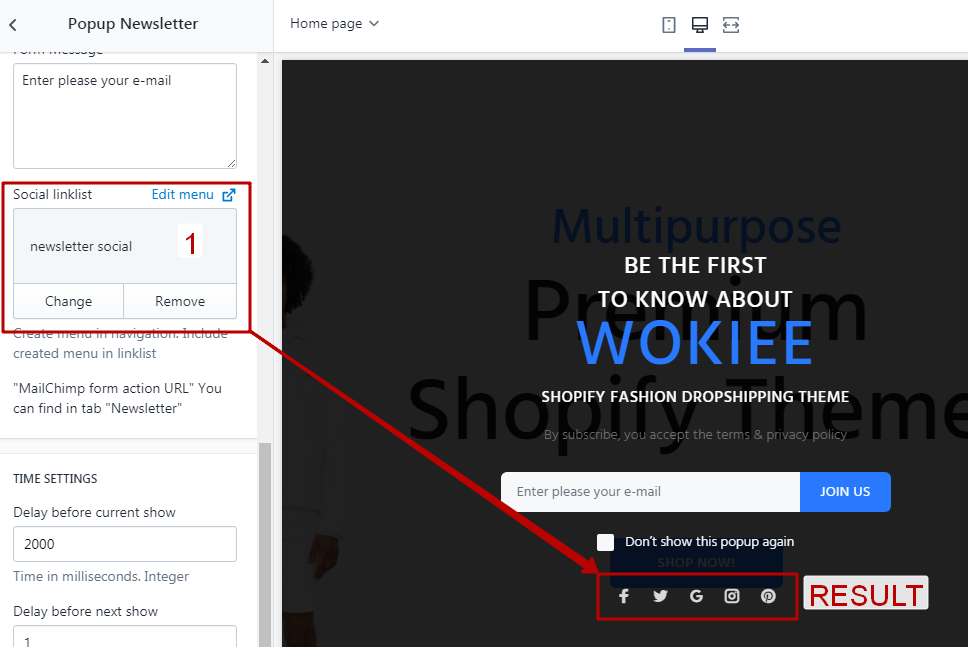 Popup Newsletter
Home page
Form Message
Enter please your e-mail
Social linklist
Edit menu
newsletter social
1
Change
Remove
Create menu in navigation. Include
created menu in linklist
"MailChimp form action URL" You
can find in tab "Newsletter"
TIME SETTINGS
Delay before current show
2000
Time in milliseconds. Integer
Delay before next show
1
Multipurpose
BE THE FIRST
Premium
TO KNOW ABOUT
WOKIEE
SHOPIFY FASHION DROPSHIPPING THEME
Shopify Theme
By subscribe, you accept the terms & privacy policy
Enter please your e-mail
JOIN US
Don't show this popup again
SHOP NOW!
RESULT